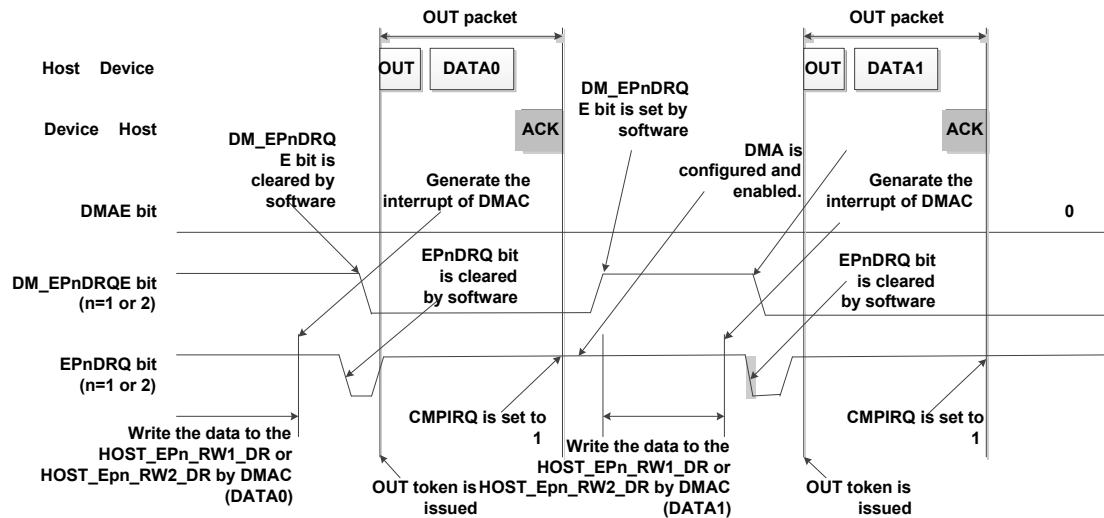 OUT packet
OUT packet
Host Device
OUT
DATA0
OUT
DATA1
Device Host
ACK
ACK
DM_EPnDRQ
E bit is
cleared by
software
DM_EPnDRQ
E bit is set by
software
Generate the
interrupt of DMAC
DMA is
configured and
enabled.
Genarate the
interrupt of DMAC
DMAE bit
0
DM_EPnDRQE bit
(n=1 or 2)
EPnDRQ bit
is cleared
by software
EPnDRQ bit
is cleared
by software
EPnDRQ bit
(n=1 or 2)
Write the data to the
HOST_EPn_RW1_DR or
HOST_Epn_RW2_DR by DMAC
(DATA0)
CMPIRQ is set to
1
Write the data to the
HOST_EPn_RW1_DR or
HOST_Epn_RW2_DR by DMAC
(DATA1)
CMPIRQ is set to
1
OUT token is
issued
OUT token is
issued